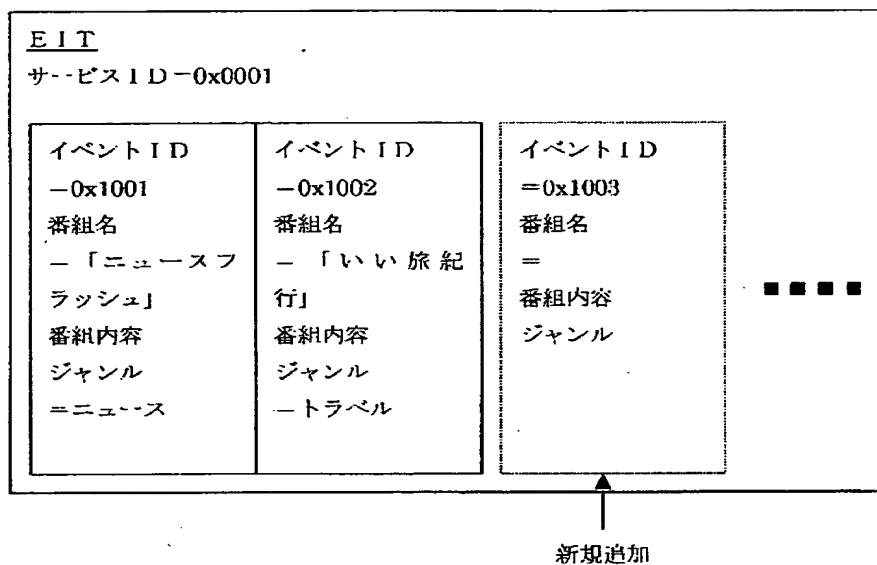 EIT
サービスID=0x0001
イベントID
=0x1001
番組名
=「ニュースフ
ラッシュ」
番組内容
ジャンル
=ニュース
イベントID
=0x1002
番組名
=「いい旅紀
行」
番組内容
ジャンル
=トラベル
イベントID
=0x1003
番組名
=
番組内容
ジャンル
新規追加